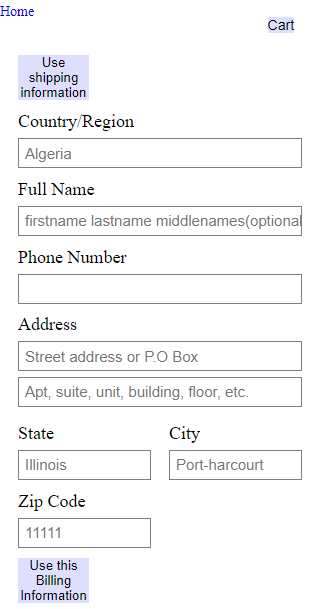 Home
Cart
Use
shipping
information
Country/Region
Algeria
Full Name
firstname lastname middlenames(optional
Phone Number
Address
Street address or P.O Box
Apt, suite, unit, building, floor, etc.
State
City
Illinois
Port-harcourt
Zip Code
11111
Use this
Billing
Information